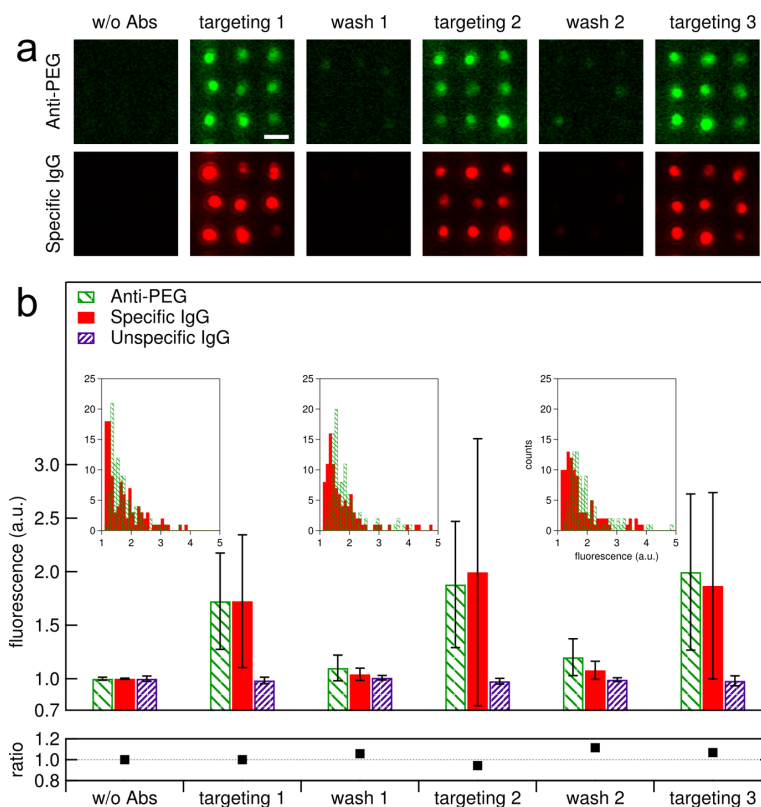 w/o Abs targeting 1 wash 1 targeting 2 wash 2 targeting 3
a
Anti-PEG
Specific IgG
b
Anti-PEG
Specific IgG
Unspecific IgG
25 25 25
20 20 20
15 15 15
10 10 10
5 5 5
0 0 0
1 2 3 4 5 1 2 3 4 5 1 2 3 4 5
counts
fluorescence (a.u.)
fluorescence (a.u.)
3.0
2.5
2.0
1.5
1.0
0.7
ratio
1.2
1.0
0.8
w/o Abs targeting 1 wash 1 targeting 2 wash 2 targeting 3